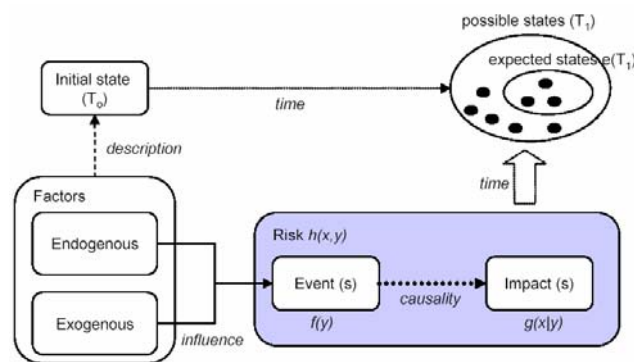 possible states (T₁)
expected states e(T₁)
Initial state
(T₀)
time
description
time
Factors
Endogenous
Exogenous
influence
Risk h(x,y)
Event (s)
causality
Impact (s)
f(y)
g(x|y)